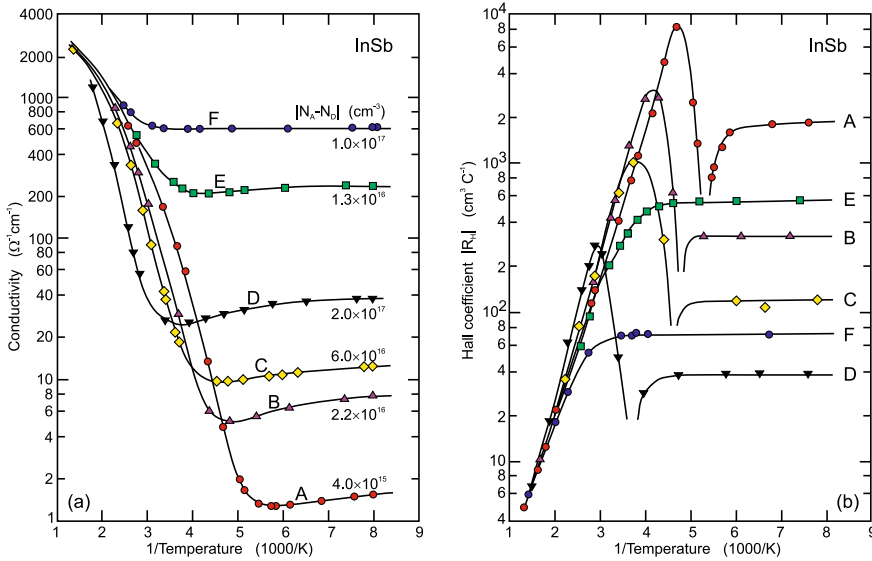 InSb
|N_A-N_D| (cm⁻³)
F
1.0×10¹⁷
E
1.3×10¹⁶
D
2.0×10¹⁷
C
6.0×10¹⁶
B
2.2×10¹⁶
A
4.0×10¹⁵
(a)
4000
2000
1000
800
600
400
200
100
80
60
40
20
10
8
6
4
2
1
Conductivity (Ω⁻¹cm⁻¹)
1 2 3 4 5 6 7 8 9
1/Temperature (1000/K)
InSb
A
E
B
C
F
D
(b)
10⁴
8
6
4
2
10³
8
6
4
2
10²
8
6
4
2
10
8
6
4
Hall coefficient |R_H| (cm³ C⁻¹)
1 2 3 4 5 6 7 8 9
1/Temperature (1000/K)